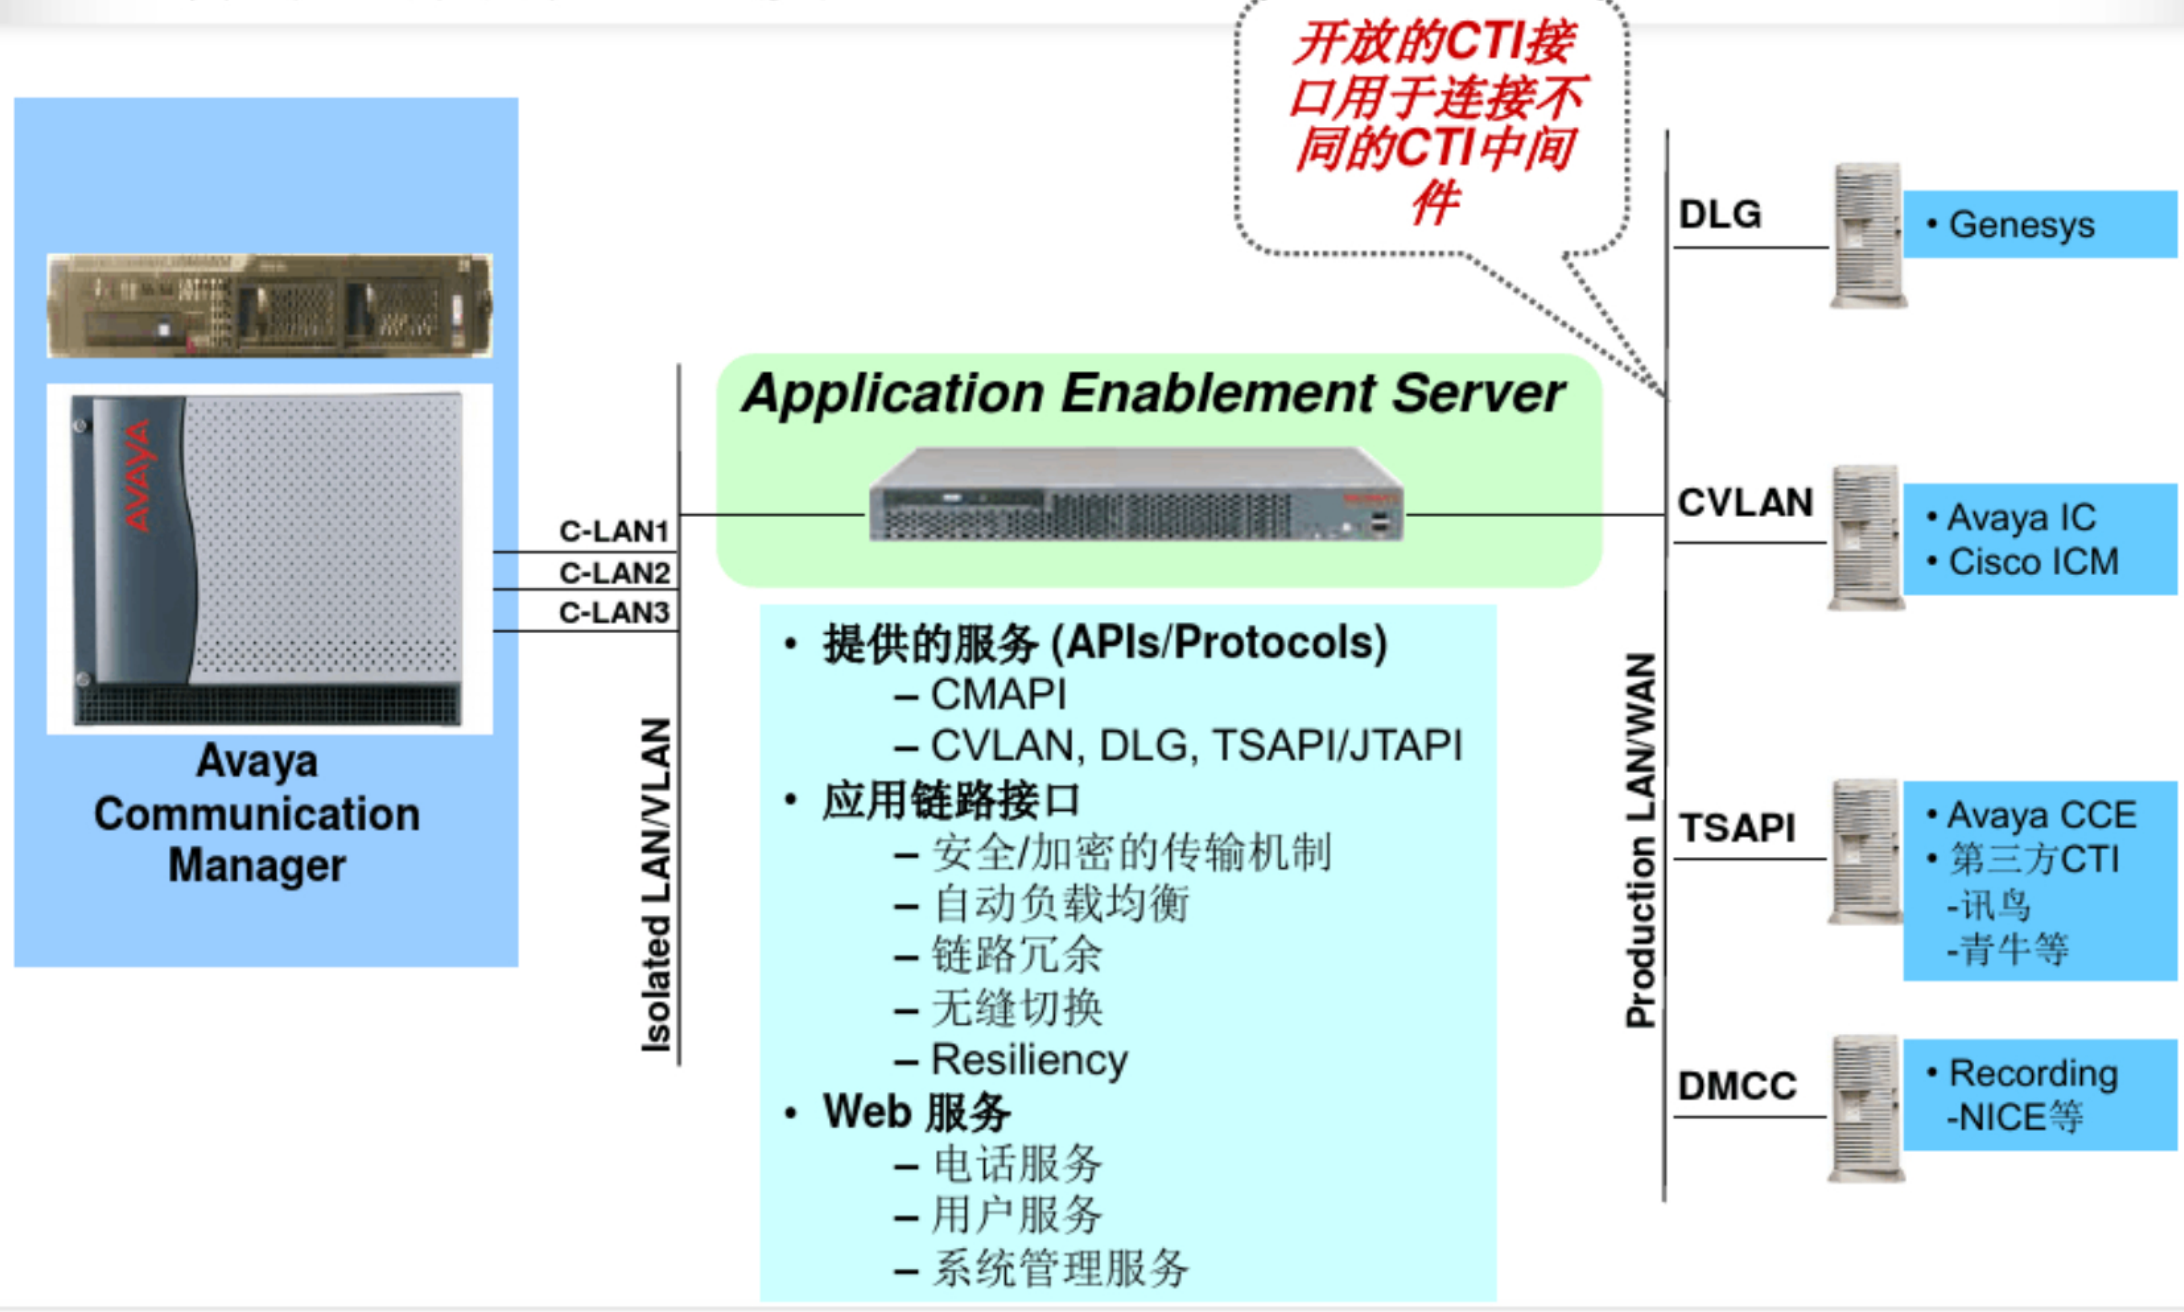 开放的CTI接
口用于连接不
同的CTI中间
件
AVAYA
Avaya
Communication
Manager
C-LAN1
C-LAN2
C-LAN3
Isolated LAN/VLAN
Application Enablement Server
• 提供的服务 (APIs/Protocols)
– CMAPI
– CVLAN, DLG, TSAPI/JTAPI
• 应用链路接口
– 安全/加密的传输机制
– 自动负载均衡
– 链路冗余
– 无缝切换
– Resiliency
• Web 服务
– 电话服务
– 用户服务
– 系统管理服务
Production LAN/WAN
DLG
• Genesys
CVLAN
• Avaya IC
• Cisco ICM
TSAPI
• Avaya CCE
• 第三方CTI
-讯鸟
-青牛等
DMCC
• Recording
-NICE等